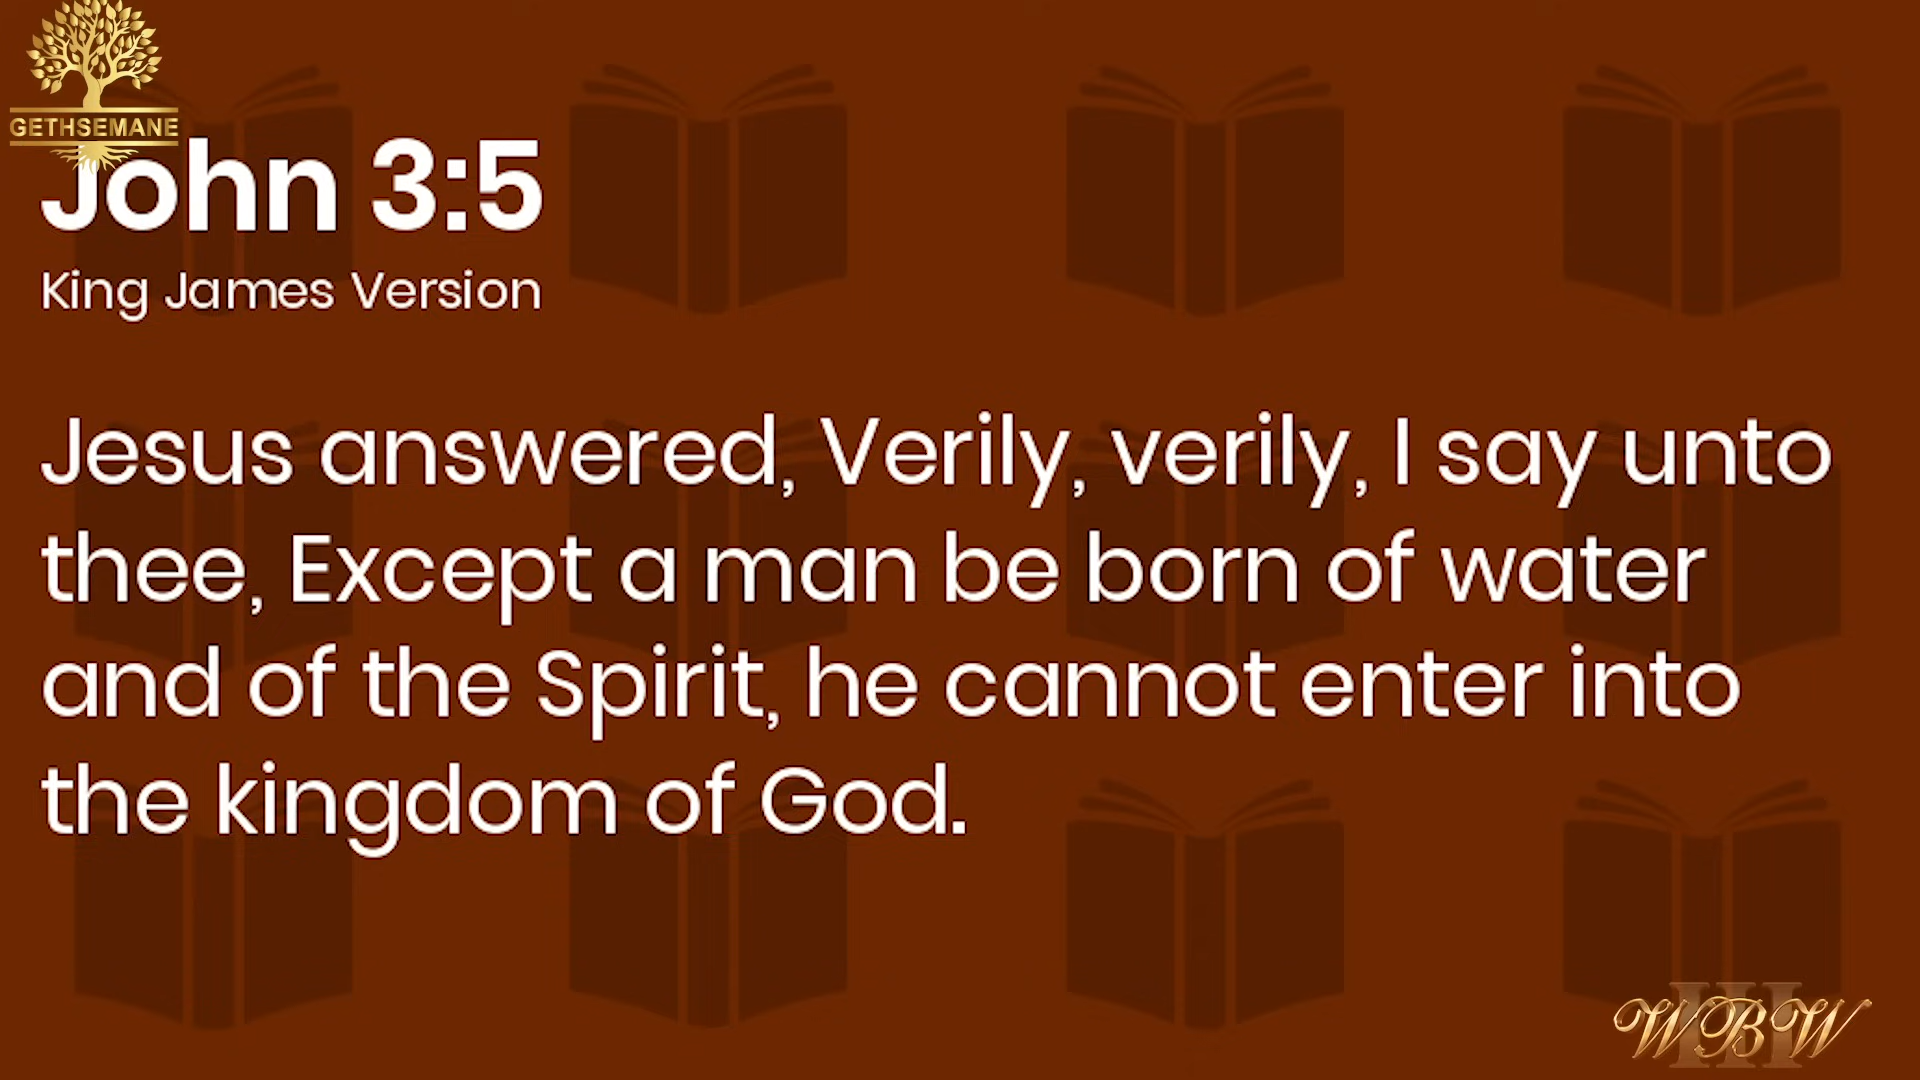 GETHSEMANE
John 3:5
King James Version
Jesus answered, Verily, verily, I say unto
thee, Except a man be born of water
and of the Spirit, he cannot enter into
the kingdom of God.
III
WBW